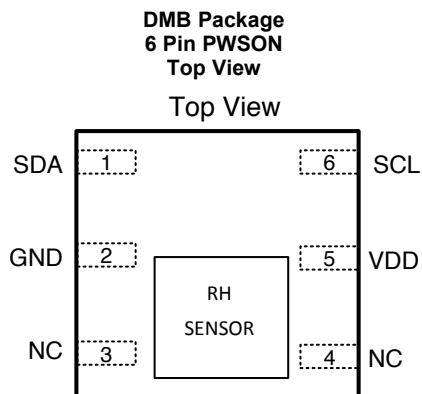 DMB Package
6 Pin PWSON
Top View
Top View
SDA 1 6 SCL
GND 2 5 VDD
RH
SENSOR
NC 3 4 NC